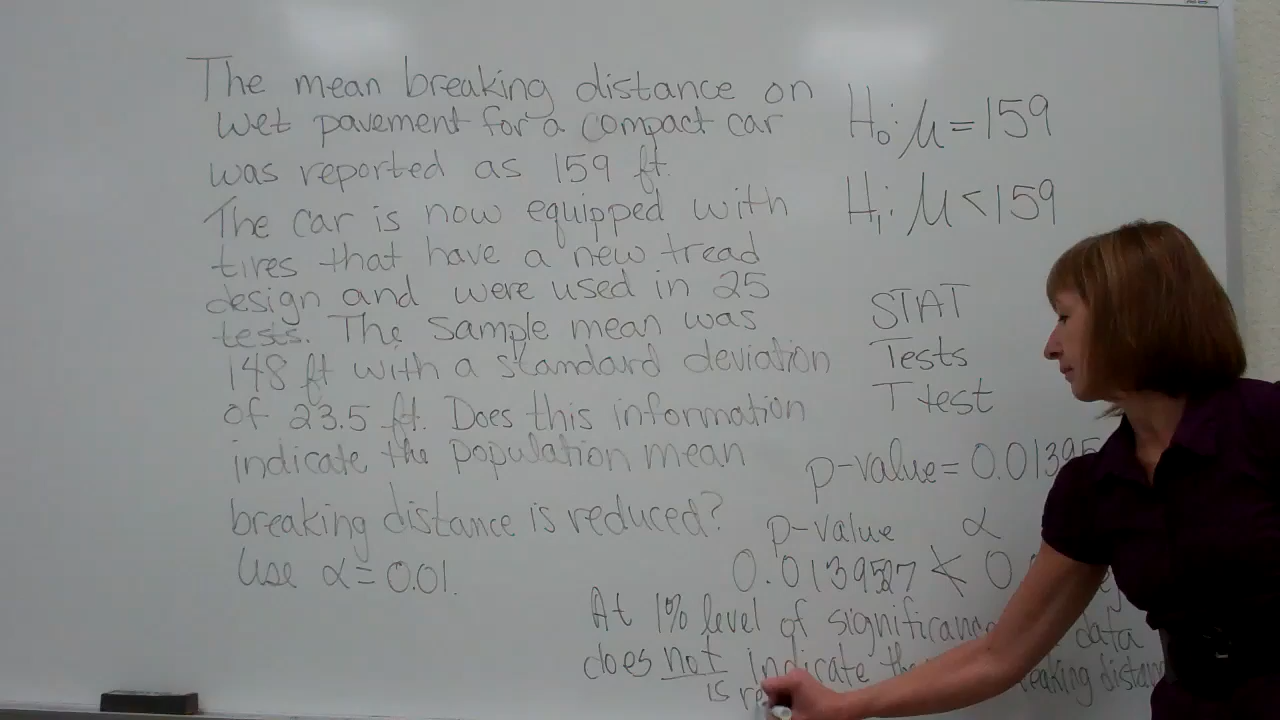 The mean breaking distance on
wet pavement for a compact car
was reported as 159 ft.
The car is now equipped with
tires that have a new tread
design and were used in 25
tests. The sample mean was
148 ft with a standard deviation
of 23.5 ft. Does this information
indicate the population mean
breaking distance is reduced?
Use α = 0.01.
H₀: μ = 159
H₁: μ < 159
STAT
Tests
T test
p-value = 0.01395
p-value α
0.0139527 ≮ 0.
At 1% level of significan data
does not indicate eaking distan
is re